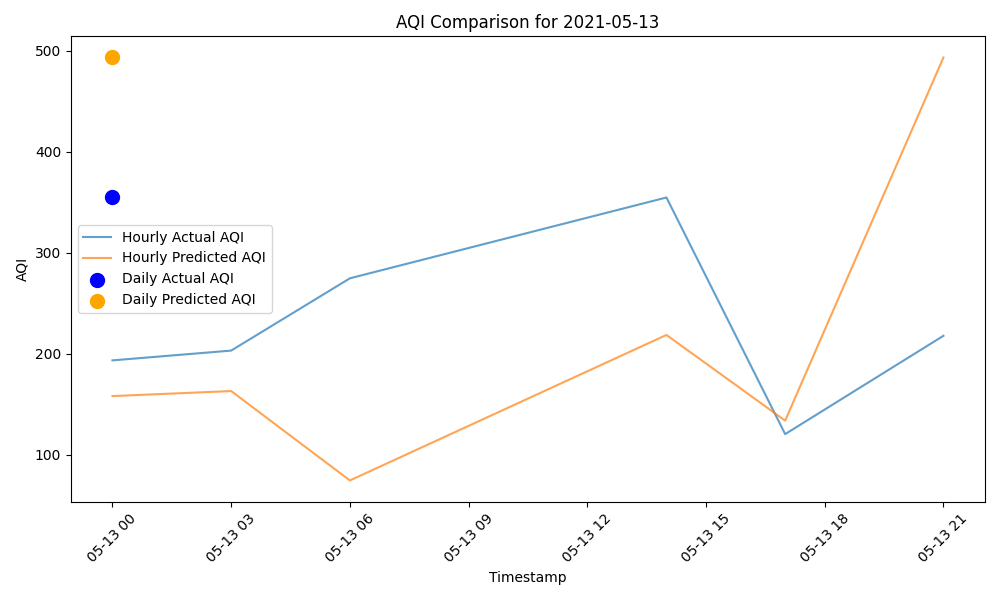 AQI Comparison for 2021-05-13
AQI
500
400
300
200
100
Hourly Actual AQI
Hourly Predicted AQI
Daily Actual AQI
Daily Predicted AQI
05-13 00
05-13 03
05-13 06
05-13 09
05-13 12
05-13 15
05-13 18
05-13 21
Timestamp